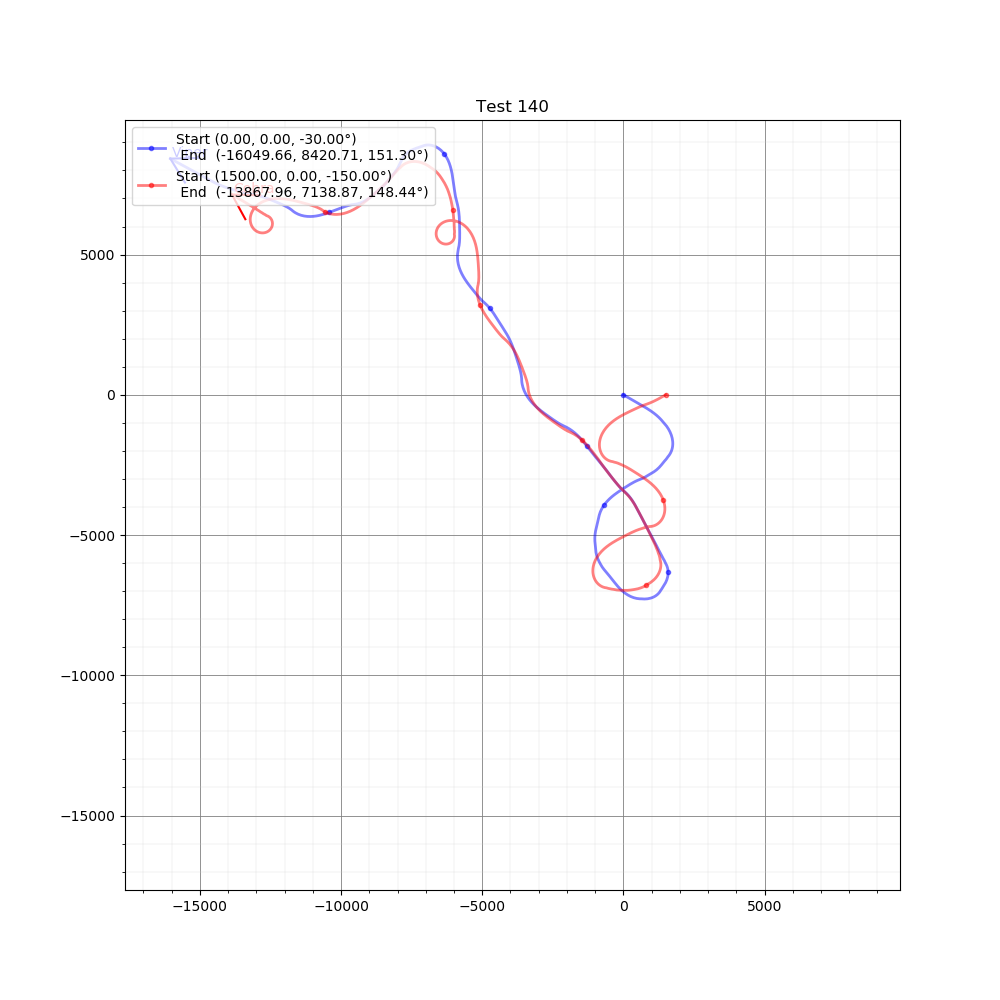 Test 140
Start (0.00, 0.00, -30.00°)
End (-16049.66, 8420.71, 151.30°)
Start (1500.00, 0.00, -150.00°)
End (-13867.96, 7138.87, 148.44°)
5000
0
−5000
−10000
−15000
−15000 −10000 −5000 0 5000